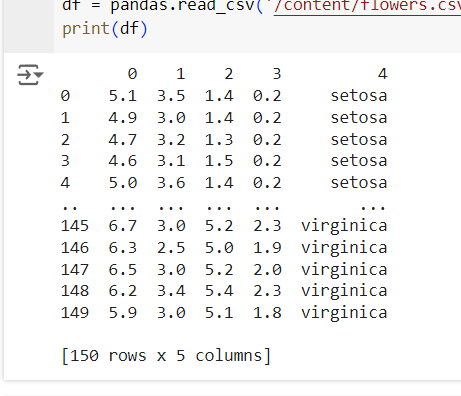 df = pandas.read_csv('/content/flowers.csv
print(df)
0 1 2 3 4
0 5.1 3.5 1.4 0.2 setosa
1 4.9 3.0 1.4 0.2 setosa
2 4.7 3.2 1.3 0.2 setosa
3 4.6 3.1 1.5 0.2 setosa
4 5.0 3.6 1.4 0.2 setosa
.. ... ... ... ... ...
145 6.7 3.0 5.2 2.3 virginica
146 6.3 2.5 5.0 1.9 virginica
147 6.5 3.0 5.2 2.0 virginica
148 6.2 3.4 5.4 2.3 virginica
149 5.9 3.0 5.1 1.8 virginica
[150 rows x 5 columns]